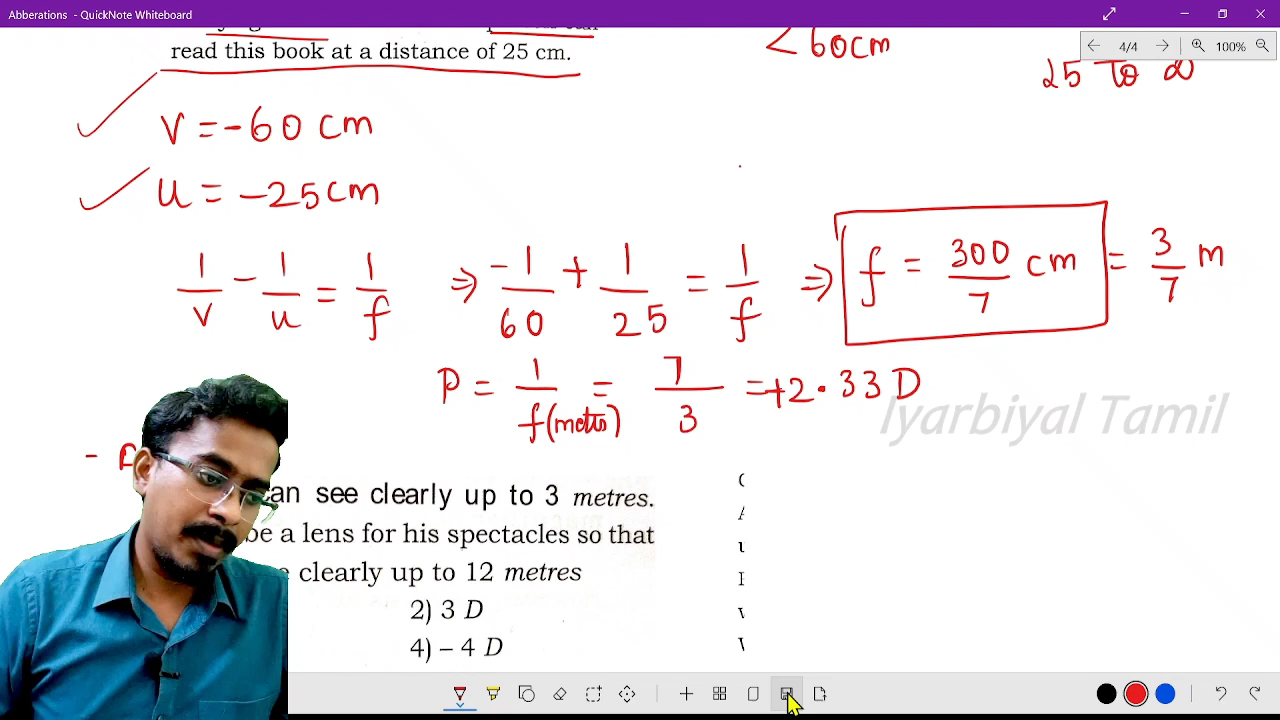 Abberations - QuickNote Whiteboard
read this book at a distance of 25 cm.
< 60cm
4/4
100%
25 to ∞
v = -60 cm
u = -25cm
1/v - 1/u = 1/f ⇒ -1/60 + 1/25 = 1/f ⇒ f = 300/7 cm = 3/7 m
P = 1/f(metre) = 7/3 = +2.33 D
Iyarbiyal Tamil
an see clearly up to 3 metres.
be a lens for his spectacles so that
clearly up to 12 metres
2) 3 D
4) – 4 D